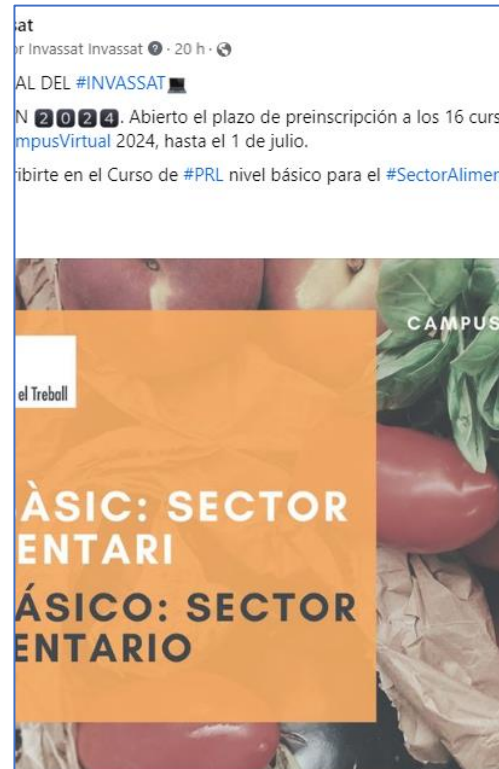 sat
or Invassat Invassat · 20 h ·
AL DEL #INVASSAT
N 2024. Abierto el plazo de preinscripción a los 16 curs
mpusVirtual 2024, hasta el 1 de julio.
ribirte en el Curso de #PRL nivel básico para el #SectorAlimen
CAMPUS
el Treball
ÀSIC: SECTOR
ENTARI
ÁSICO: SECTOR
ENTARIO